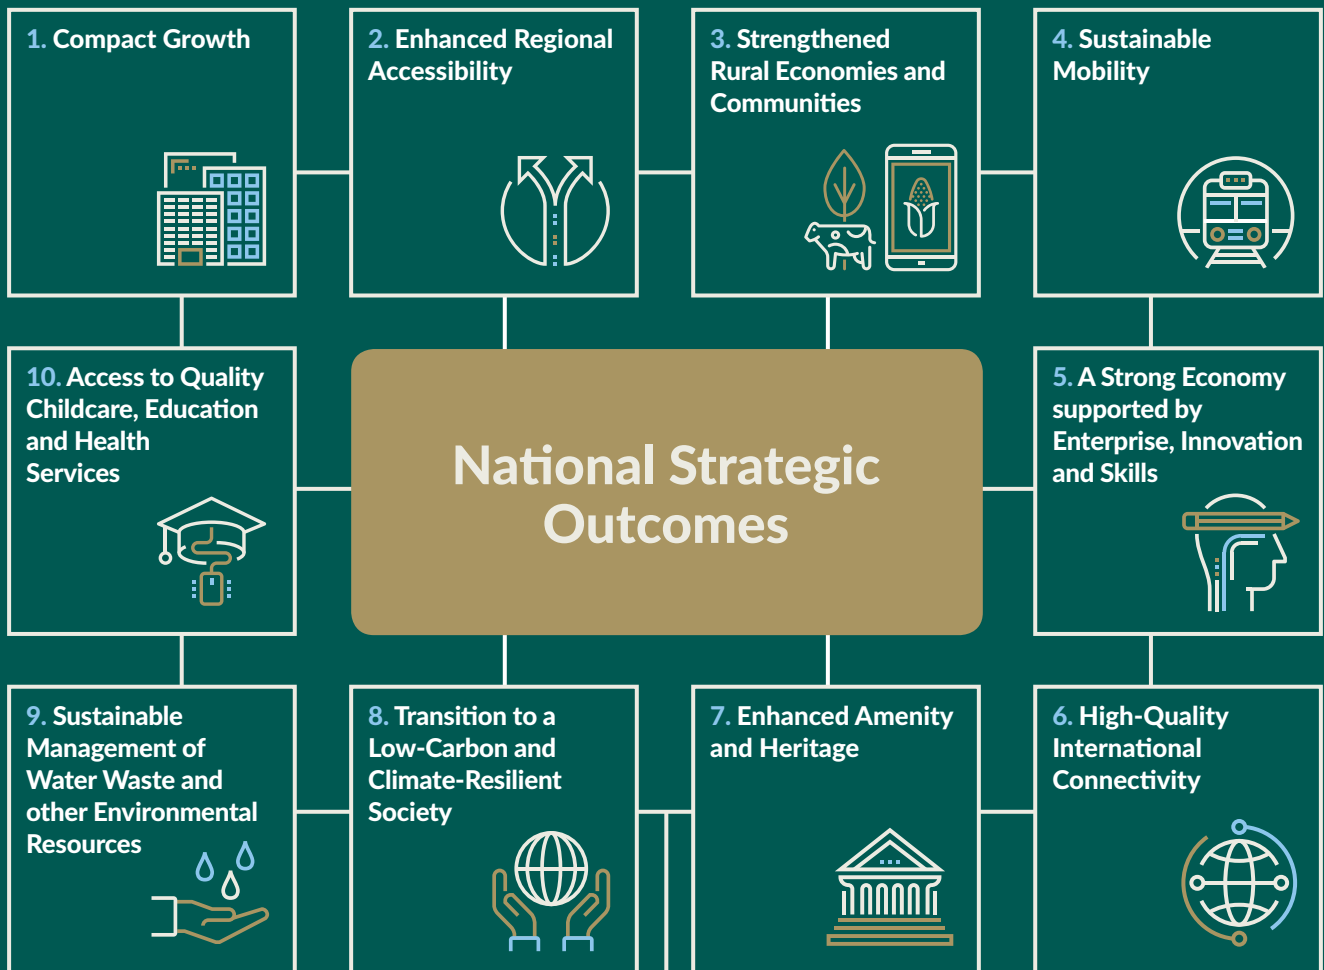 1. Compact Growth
2. Enhanced Regional
Accessibility
3. Strengthened
Rural Economies and
Communities
4. Sustainable
Mobility
10. Access to Quality
Childcare, Education
and Health
Services
National Strategic
Outcomes
5. A Strong Economy
supported by
Enterprise, Innovation
and Skills
9. Sustainable
Management of
Water Waste and
other Environmental
Resources
8. Transition to a
Low-Carbon and
Climate-Resilient
Society
7. Enhanced Amenity
and Heritage
6. High-Quality
International
Connectivity